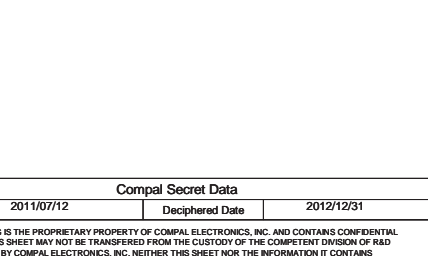 Compal Secret Data
2011/07/12 Deciphered Date 2012/12/31
IS THE PROPRIETARY PROPERTY OF COMPAL ELECTRONICS, INC. AND CONTAINS CONFIDENTIAL
SHEET MAY NOT BE TRANSFERED FROM THE CUSTODY OF THE COMPETENT DIVISION OF R&D
BY COMPAL ELECTRONICS, INC. NEITHER THIS SHEET NOR THE INFORMATION IT CONTAINS